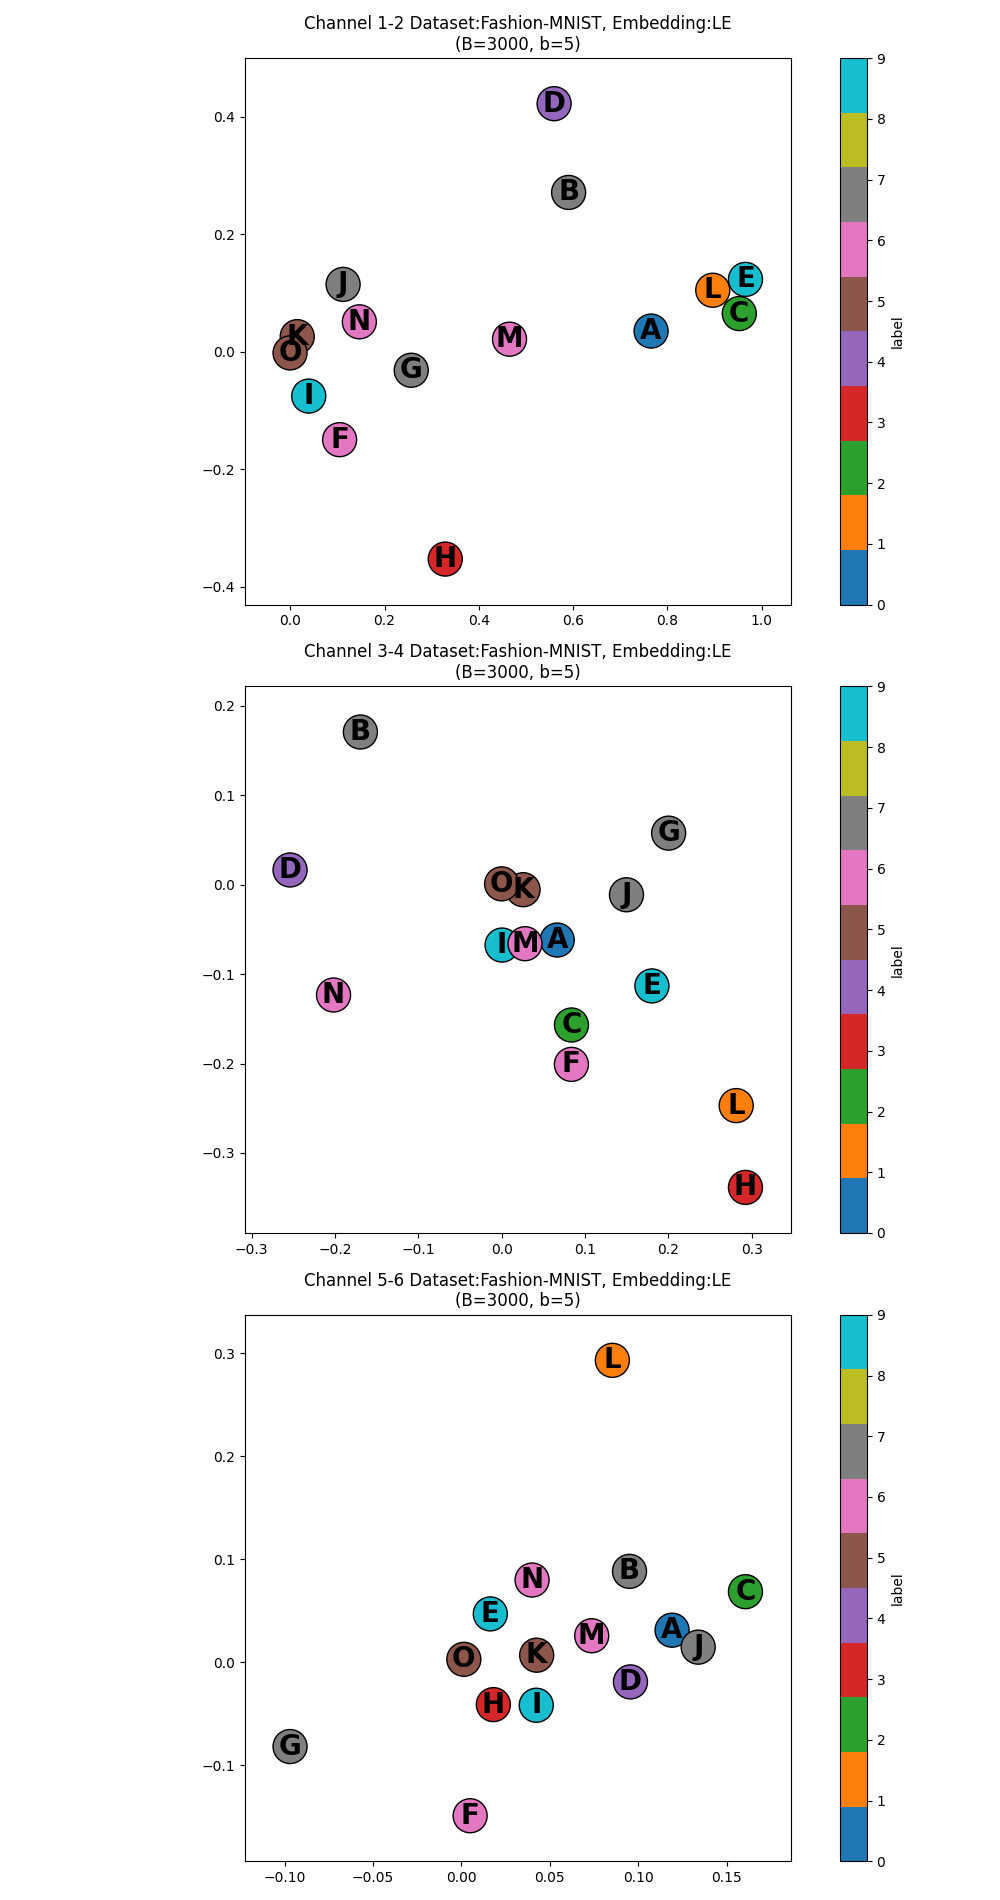 Channel 1-2 Dataset:Fashion-MNIST, Embedding:LE
(B=3000, b=5)
0.4
0.2
0.0
−0.2
−0.4
0.0 0.2 0.4 0.6 0.8 1.0
D
B
E
L
C
J
N
A
K
M
O
G
I
F
H
9
8
7
6
5
4
3
2
1
0
label
Channel 3-4 Dataset:Fashion-MNIST, Embedding:LE
(B=3000, b=5)
0.2
0.1
0.0
−0.1
−0.2
−0.3
−0.3 −0.2 −0.1 0.0 0.1 0.2 0.3
B
G
D
O
K
J
A
M
I
E
N
C
F
L
H
9
8
7
6
5
4
3
2
1
0
label
Channel 5-6 Dataset:Fashion-MNIST, Embedding:LE
(B=3000, b=5)
0.3
0.2
0.1
0.0
−0.1
−0.10 −0.05 0.00 0.05 0.10 0.15
L
B
N
C
E
A
M
J
K
O
D
H
I
G
F
9
8
7
6
5
4
3
2
1
0
label